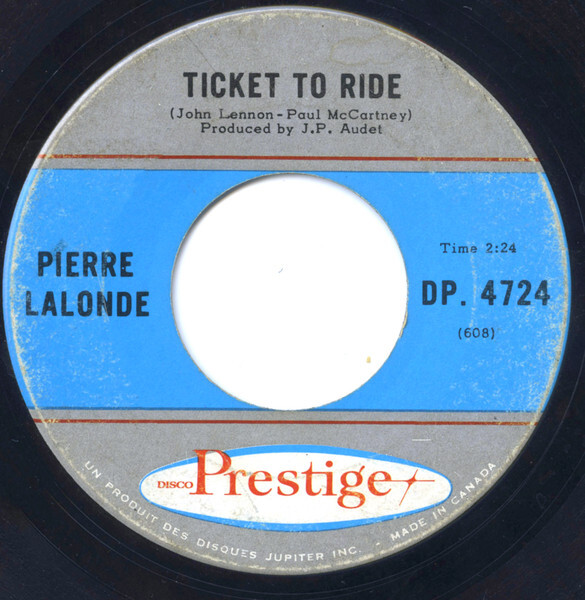 TICKET TO RIDE
(John Lennon - Paul McCartney)
Produced by J.P. Audet
PIERRE
LALONDE
Time 2:24
DP. 4724
(608)
DISCO Prestige
UN PRODUIT DES DISQUES JUPITER INC. - MADE IN CANADA